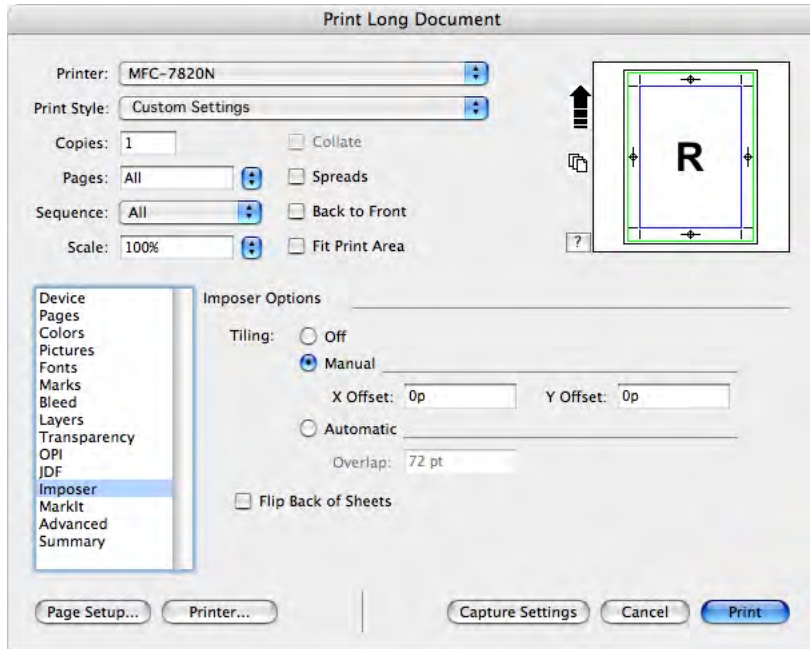 Print Long Document
Printer: MFC-7820N
Print Style: Custom Settings
Copies: 1 Collate
Pages: All Spreads
Sequence: All Back to Front
Scale: 100% Fit Print Area
R
?
Device
Pages
Colors
Pictures
Fonts
Marks
Bleed
Layers
Transparency
OPI
JDF
Imposer
MarkIt
Advanced
Summary
Imposer Options
Tiling: Off
Manual
X Offset: 0p Y Offset: 0p
Automatic
Overlap: 72 pt
Flip Back of Sheets
Page Setup... Printer... Capture Settings Cancel Print